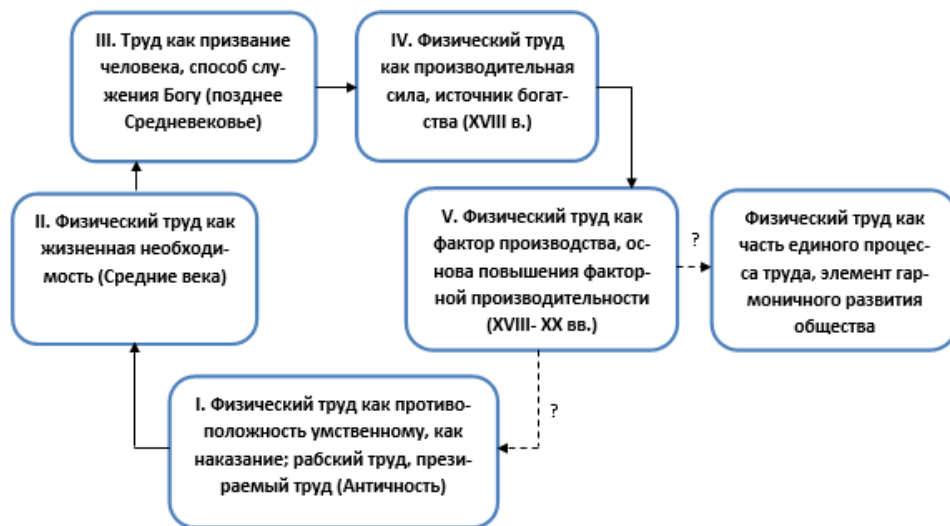 III. Труд как призвание
человека, способ слу-
жения Богу (позднее
Средневековье)
IV. Физический труд
как производительная
сила, источник богат-
ства (XVIII в.)
II. Физический труд как
жизненная необходи-
мость (Средние века)
V. Физический труд как
фактор производства, ос-
нова повышения фактор-
ной производительности
(XVIII- XX вв.)
?
Физический труд как
часть единого процес-
са труда, элемент гар-
моничного развития
общества
I. Физический труд как противо-
положность умственному, как
наказание; рабский труд, прези-
раемый труд (Античность)
?